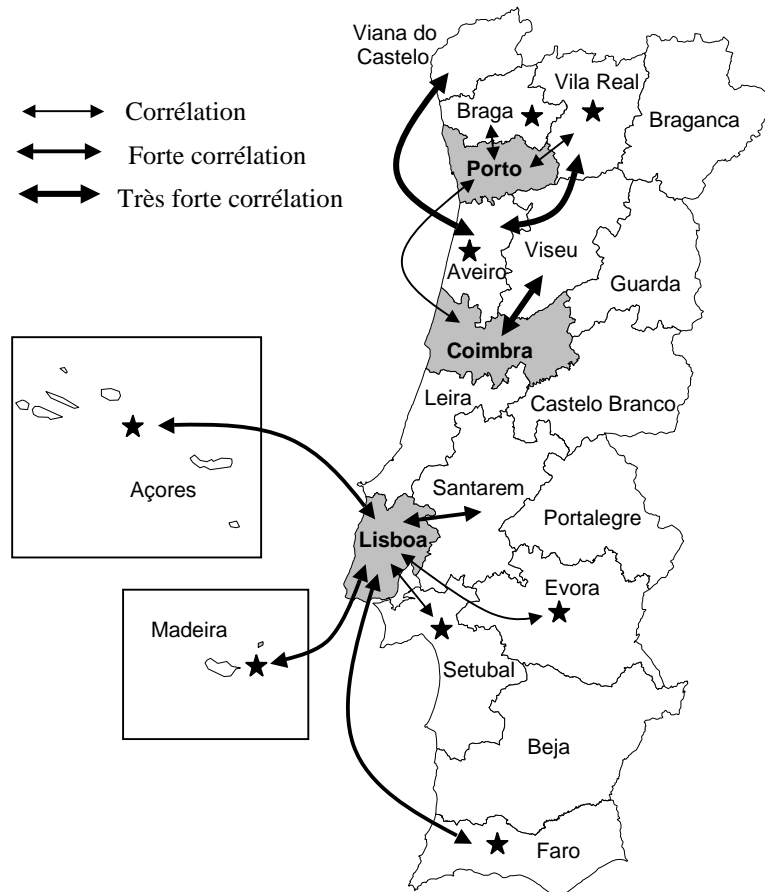 Viana do
Castelo
Vila Real
Corrélation
Braga
Braganca
Forte corrélation
Porto
Très forte corrélation
Viseu
Aveiro
Guarda
Coimbra
Leira
Castelo Branco
Açores
Santarem
Portalegre
Lisboa
Evora
Madeira
Setubal
Beja
Faro